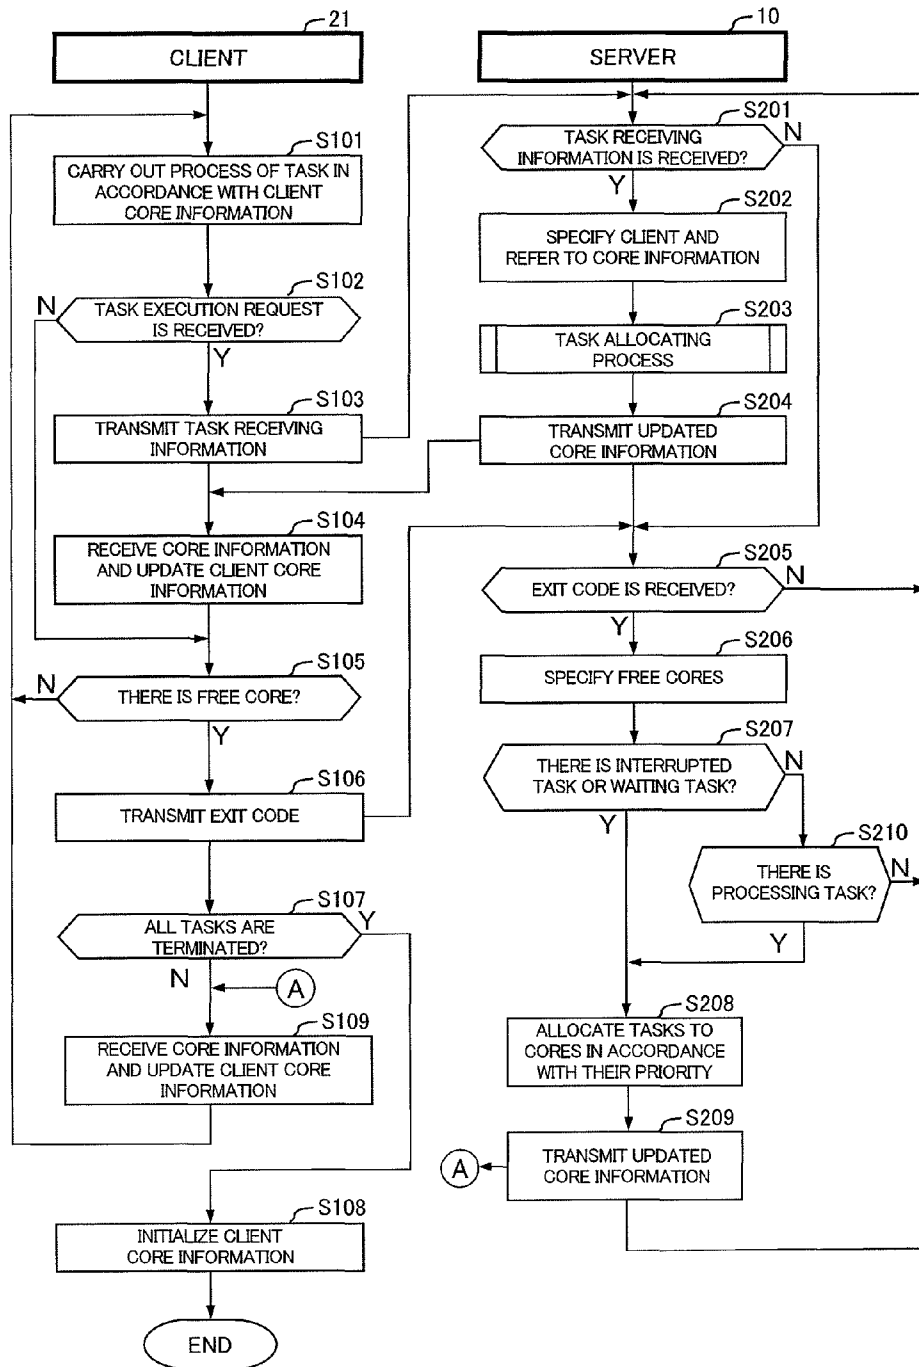 21
CLIENT
S101
CARRY OUT PROCESS OF TASK IN
ACCORDANCE WITH CLIENT
CORE INFORMATION
S102
N
TASK EXECUTION REQUEST
IS RECEIVED?
Y
S103
TRANSMIT TASK RECEIVING
INFORMATION
S104
RECEIVE CORE INFORMATION
AND UPDATE CLIENT CORE
INFORMATION
S105
N
THERE IS FREE CORE?
Y
S106
TRANSMIT EXIT CODE
S107
ALL TASKS ARE
TERMINATED?
Y
N
A
S109
RECEIVE CORE INFORMATION
AND UPDATE CLIENT CORE
INFORMATION
S108
INITIALIZE CLIENT
CORE INFORMATION
END
10
SERVER
S201
TASK RECEIVING
INFORMATION IS RECEIVED?
N
Y
S202
SPECIFY CLIENT AND
REFER TO CORE INFORMATION
S203
TASK ALLOCATING
PROCESS
S204
TRANSMIT UPDATED
CORE INFORMATION
S205
EXIT CODE IS RECEIVED?
N
Y
S206
SPECIFY FREE CORES
S207
THERE IS INTERRUPTED
TASK OR WAITING TASK?
N
Y
S210
THERE IS
PROCESSING TASK?
N
Y
S208
ALLOCATE TASKS TO
CORES IN ACCORDANCE
WITH THEIR PRIORITY
S209
TRANSMIT UPDATED
CORE INFORMATION
A